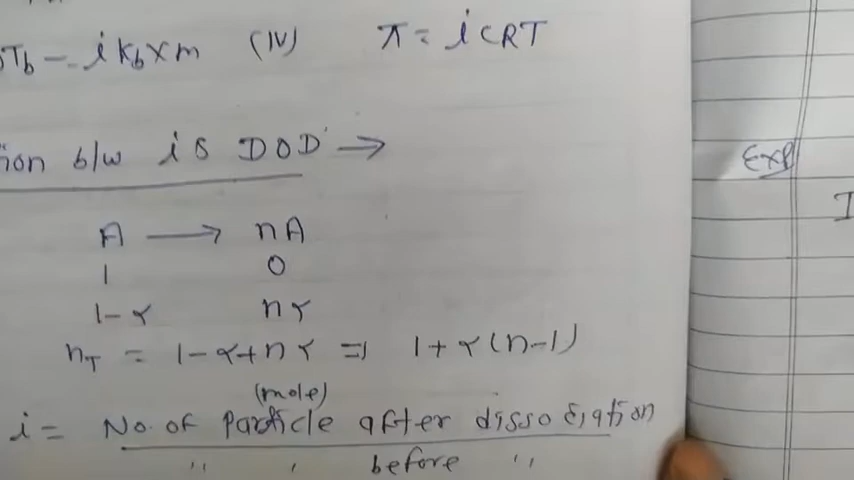 Tb = i Kb x m (IV) π = i CRT
tion b/w i & DOD →
Exp
I
A → nA
1 0
1-α nα
nT = 1-α+nα ⇒ 1+α(n-1)
(mole)
i = No. of Particle after dissociation
" " before "